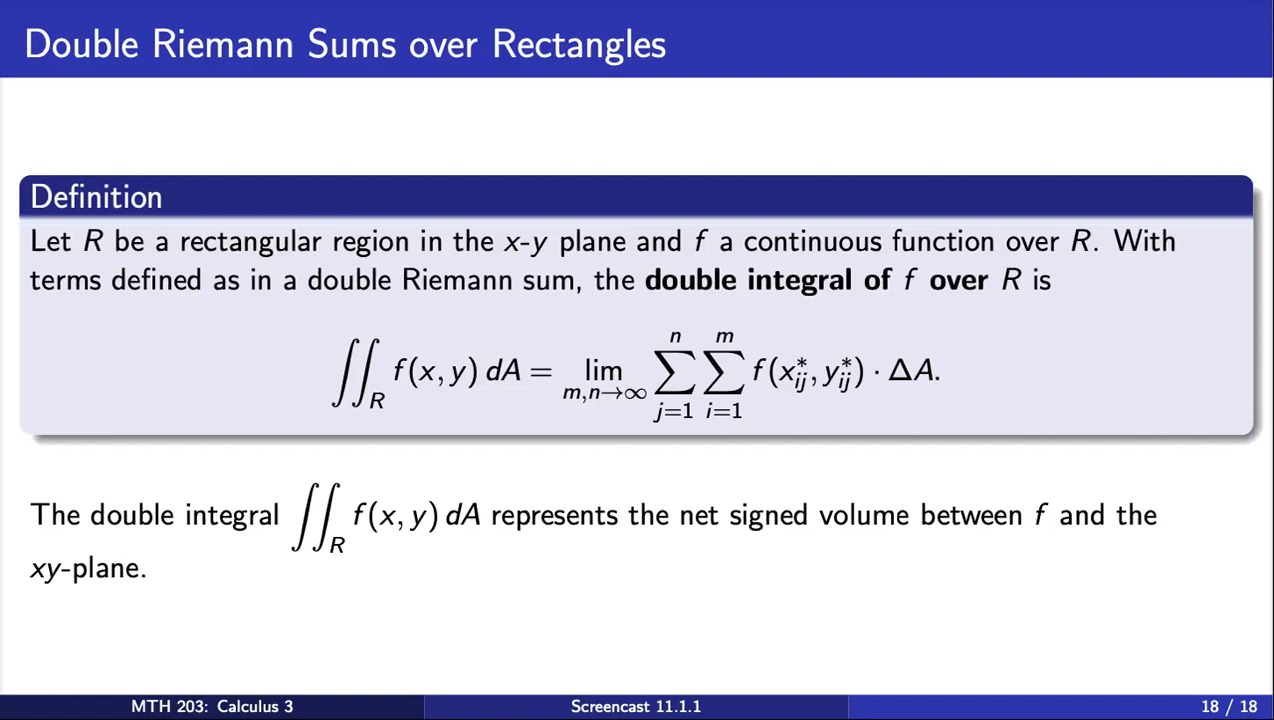 Double Riemann Sums over Rectangles
Definition
Let R be a rectangular region in the x-y plane and f a continuous function over R. With
terms defined as in a double Riemann sum, the double integral of f over R is
∬_R f(x, y) dA = lim_{m,n→∞} ∑_{j=1}^{n} ∑_{i=1}^{m} f(x*_{ij}, y*_{ij}) · ΔA.
The double integral ∬_R f(x, y) dA represents the net signed volume between f and the
xy-plane.
MTH 203: Calculus 3
Screencast 11.1.1
18 / 18